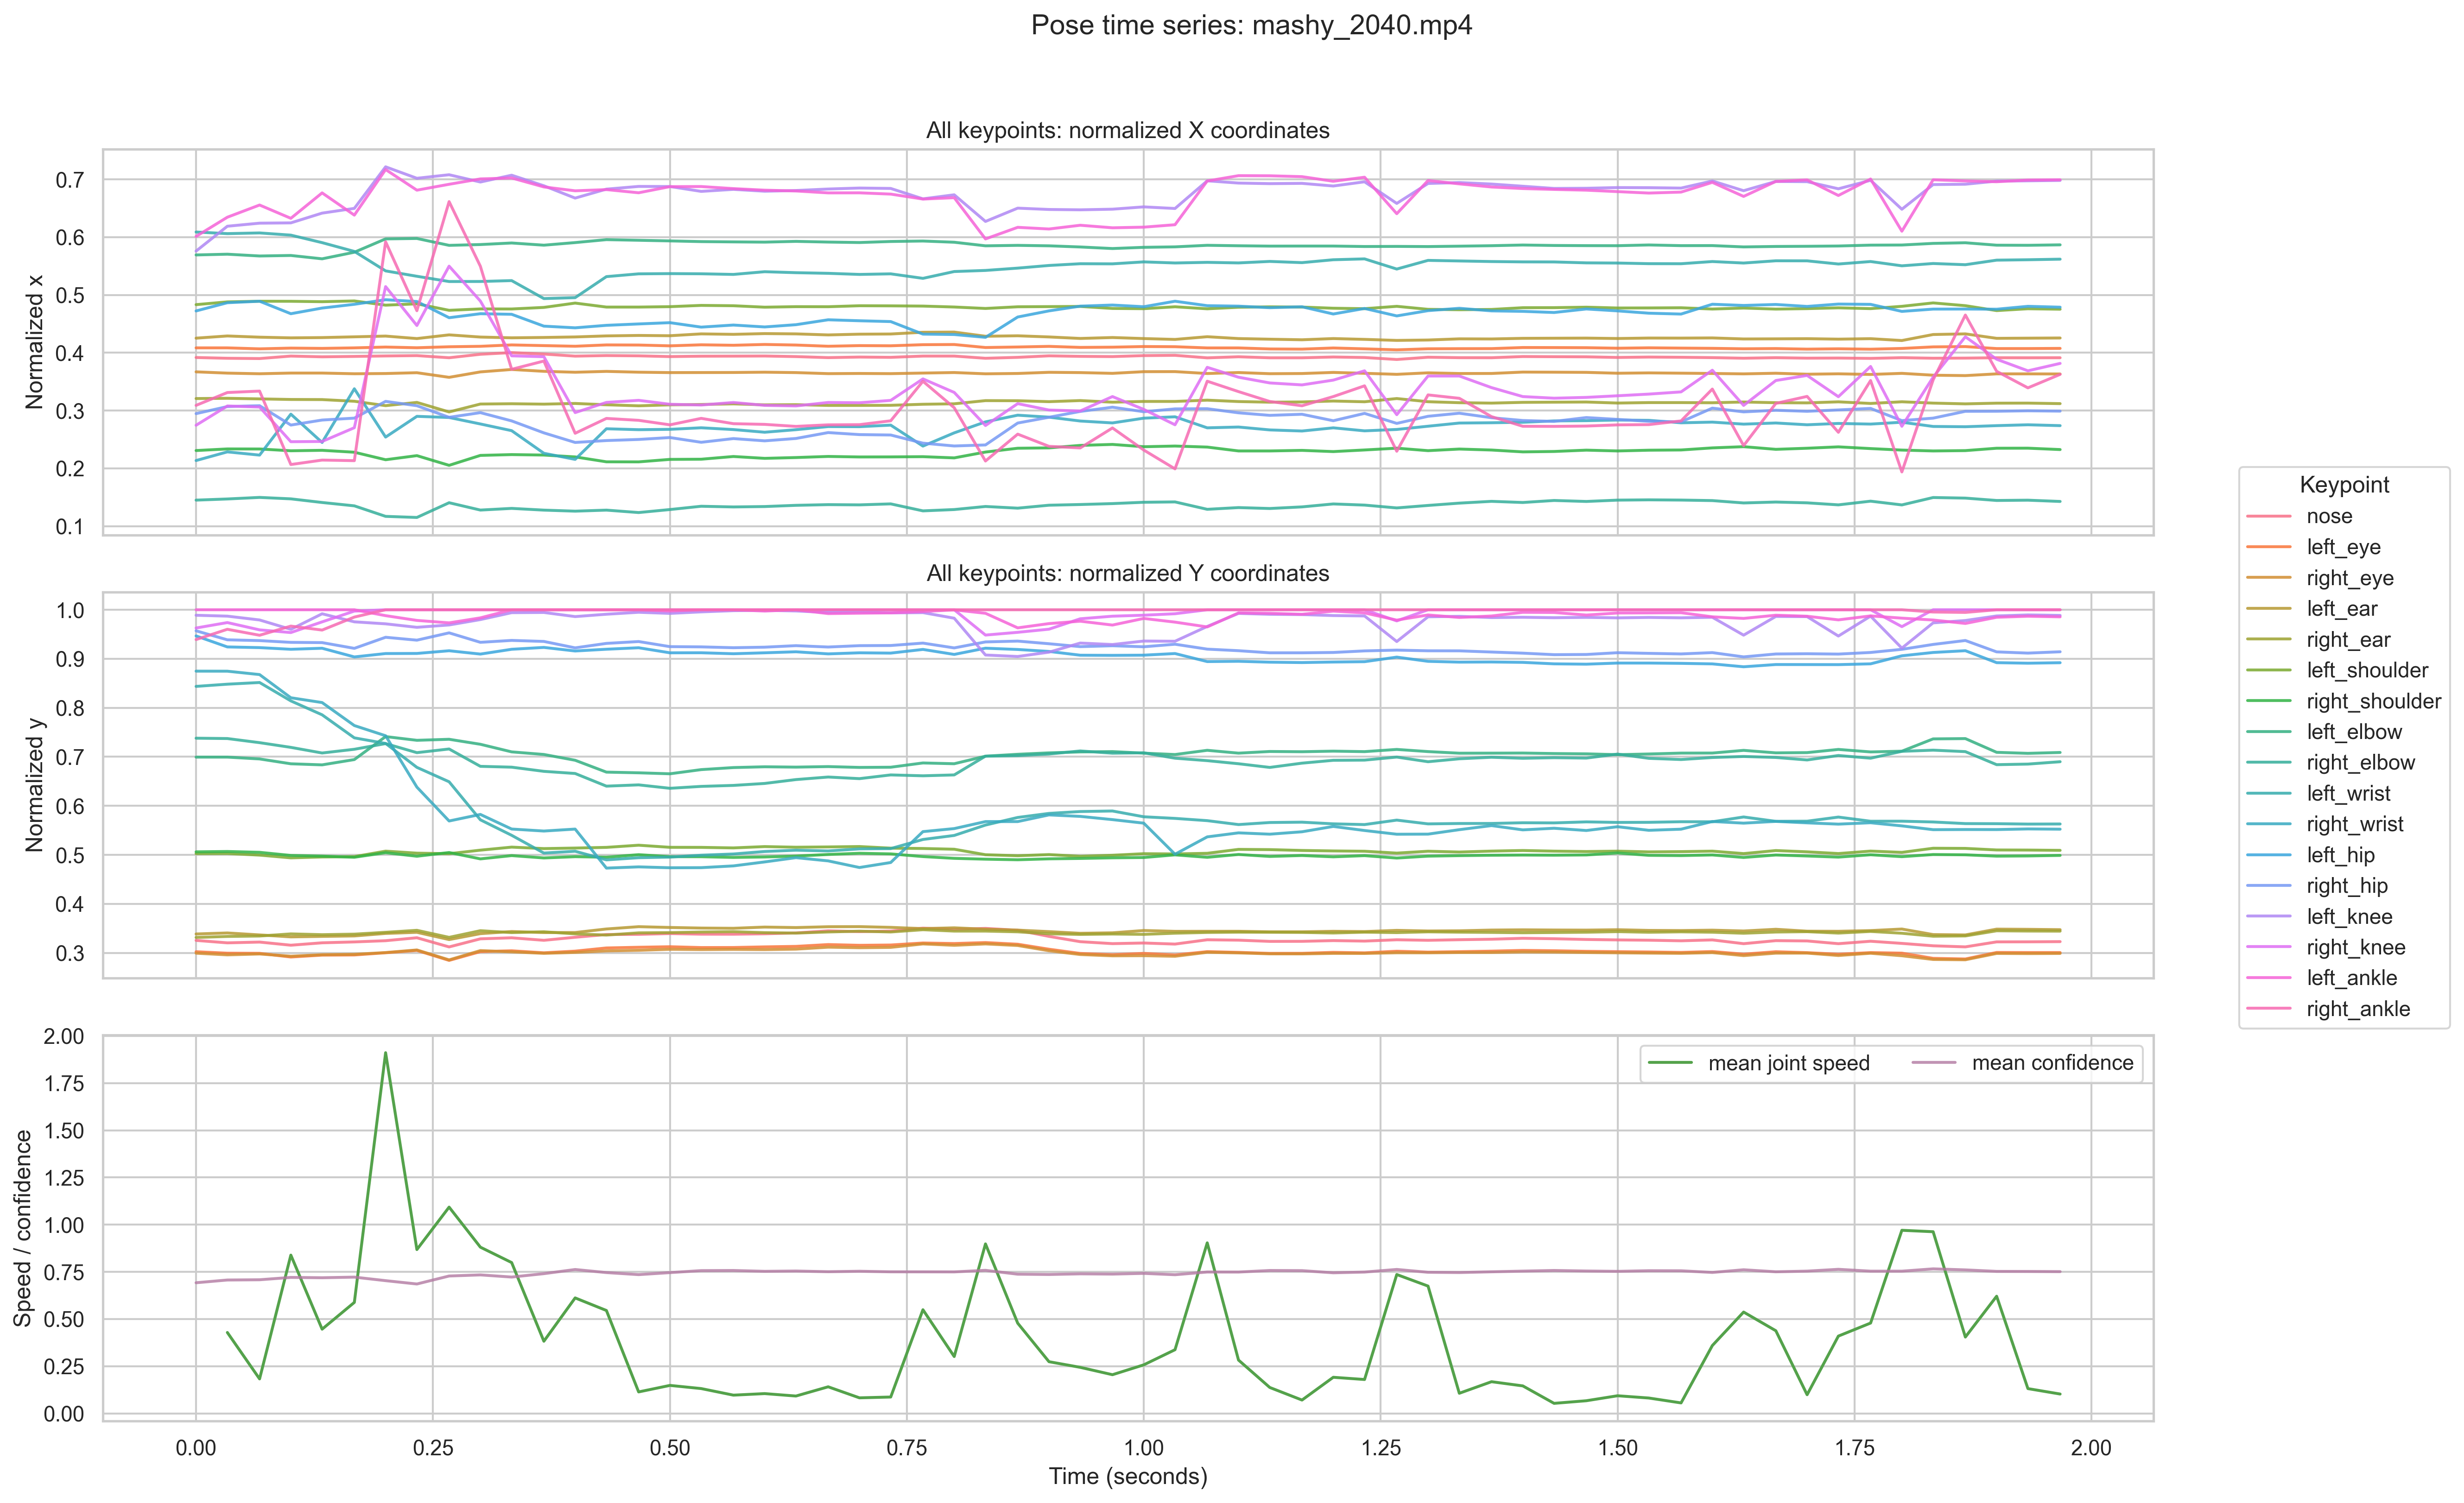 Pose time series: mashy_2040.mp4
All keypoints: normalized X coordinates
Normalized x
0.7
0.6
0.5
0.4
0.3
0.2
0.1
All keypoints: normalized Y coordinates
Normalized y
1.0
0.9
0.8
0.7
0.6
0.5
0.4
0.3
Keypoint
nose
left_eye
right_eye
left_ear
right_ear
left_shoulder
right_shoulder
left_elbow
right_elbow
left_wrist
right_wrist
left_hip
right_hip
left_knee
right_knee
left_ankle
right_ankle
Speed / confidence
2.00
1.75
1.50
1.25
1.00
0.75
0.50
0.25
0.00
mean joint speed mean confidence
0.00 0.25 0.50 0.75 1.00 1.25 1.50 1.75 2.00
Time (seconds)